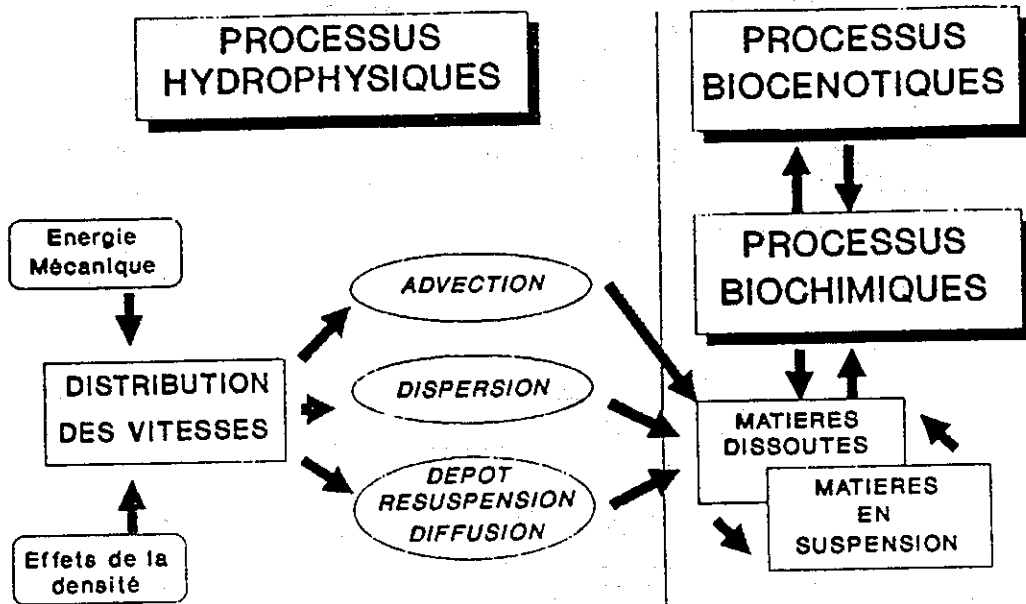 PROCESSUS
HYDROPHYSIQUES
PROCESSUS
BIOCENOTIQUES
Energie
Mécanique
ADVECTION
PROCESSUS
BIOCHIMIQUES
DISTRIBUTION
DES VITESSES
DISPERSION
MATIERES
DISSOUTES
DEPOT
RESUSPENSION
DIFFUSION
MATIERES
EN
SUSPENSION
Effets de la
densité